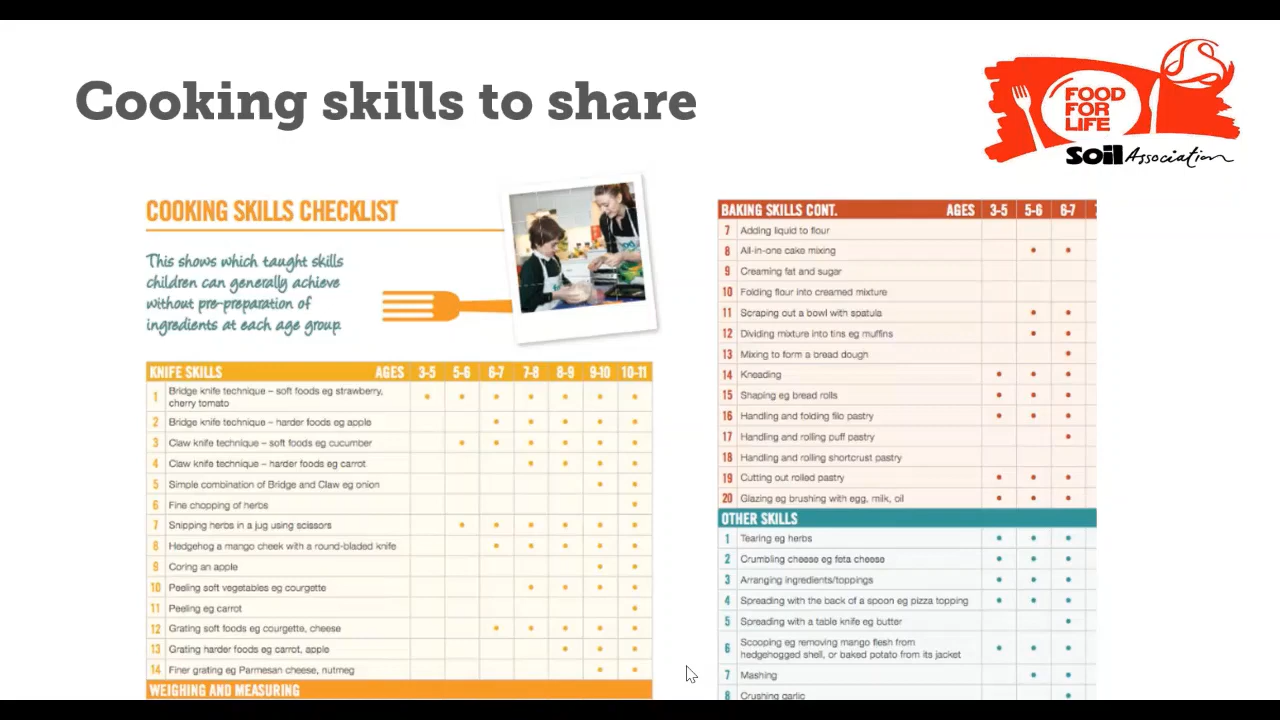 Cooking skills to share
FOOD
FOR
LIFE
Soil Association
COOKING SKILLS CHECKLIST
This shows which taught skills
children can generally achieve
without pre-preparation of
ingredients at each age group
KNIFE SKILLS AGES 3-5 5-6 6-7 7-8 8-9 9-10 10-11
1 Bridge knife technique – soft foods eg strawberry,
cherry tomato
2 Bridge knife technique – harder foods eg apple
3 Claw knife technique – soft foods eg cucumber
4 Claw knife technique – harder foods eg carrot
5 Simple combination of Bridge and Claw eg onion
6 Fine chopping of herbs
7 Snipping herbs in a jug using scissors
8 Hedgehog a mango cheek with a round-bladed knife
9 Coring an apple
10 Peeling soft vegetables eg courgette
11 Peeling eg carrot
12 Grating soft foods eg courgette, cheese
13 Grating harder foods eg carrot, apple
14 Finer grating eg Parmesan cheese, nutmeg
WEIGHING AND MEASURING
BAKING SKILLS CONT. AGES 3-5 5-6 6-7
7 Adding liquid to flour
8 All-in-one cake mixing
9 Creaming fat and sugar
10 Folding flour into creamed mixture
11 Scraping out a bowl with spatula
12 Dividing mixture into tins eg muffins
13 Mixing to form a bread dough
14 Kneading
15 Shaping eg bread rolls
16 Handling and folding filo pastry
17 Handling and rolling puff pastry
18 Handling and rolling shortcrust pastry
19 Cutting out rolled pastry
20 Glazing eg brushing with egg, milk, oil
OTHER SKILLS
1 Tearing eg herbs
2 Crumbling cheese eg feta cheese
3 Arranging ingredients/toppings
4 Spreading with the back of a spoon eg pizza topping
5 Spreading with a table knife eg butter
6 Scooping eg removing mango flesh from
hedgehogged shell, or baked potato from its jacket
7 Mashing
8 Crushing garlic